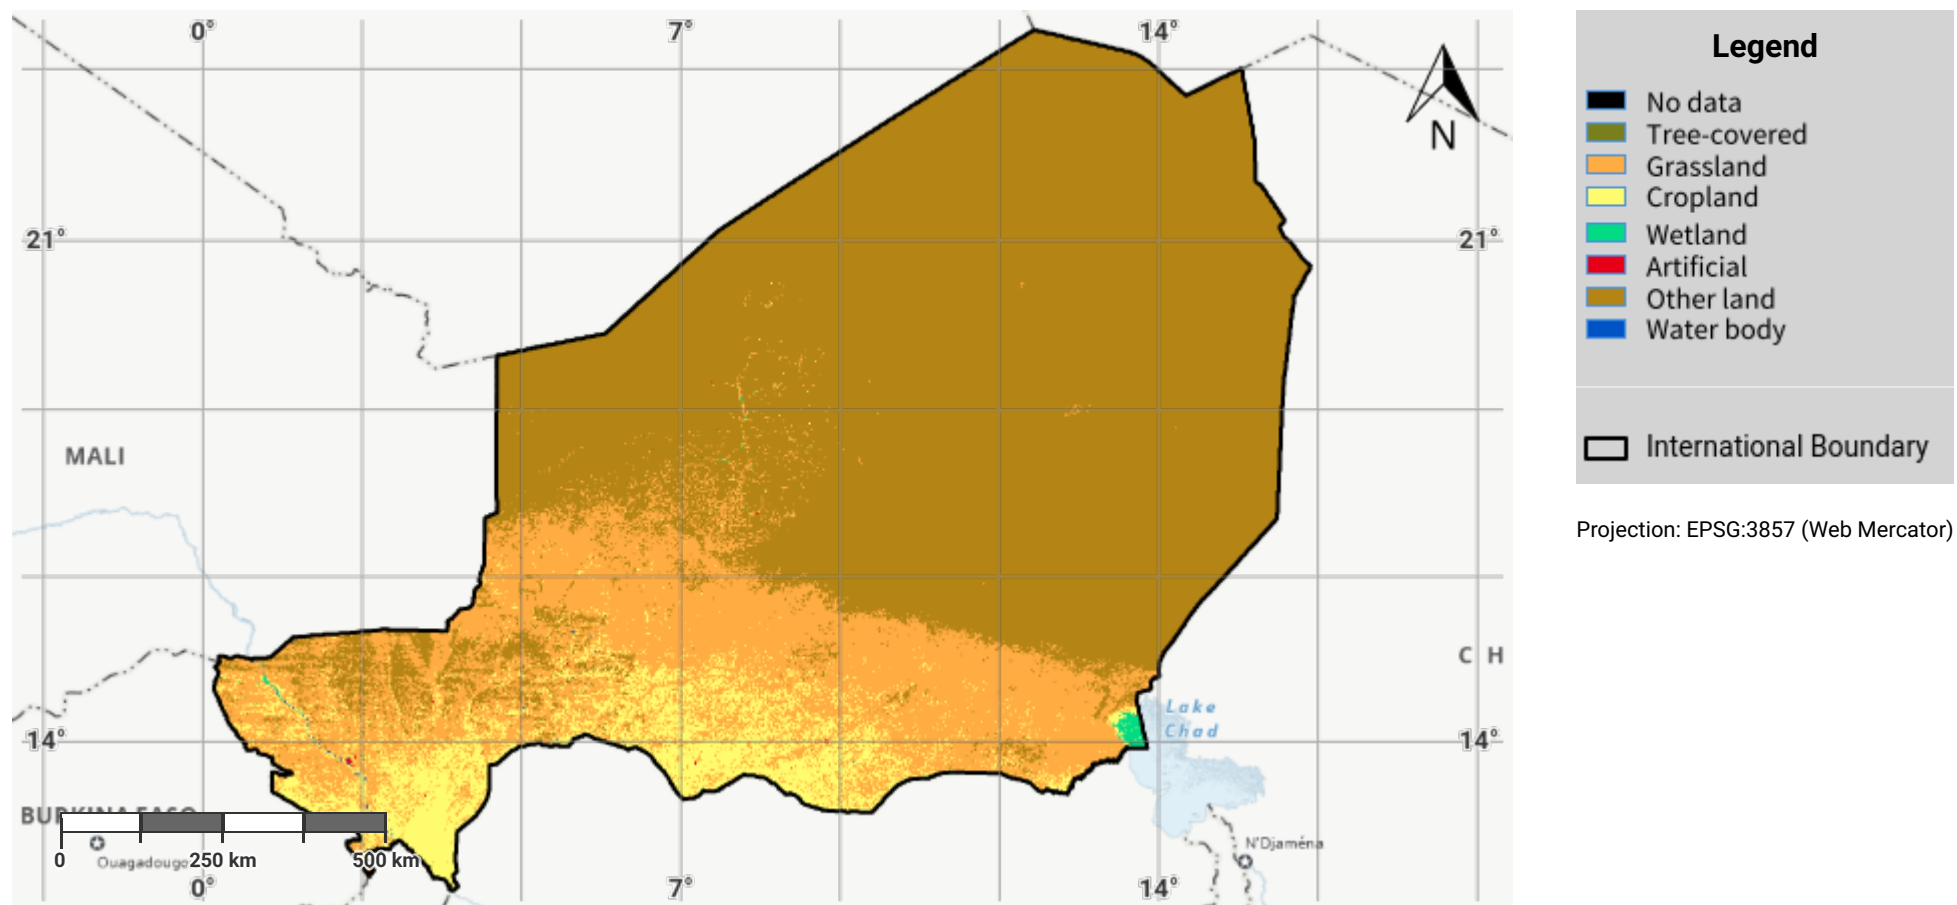 0° 7° 14°
N
21° 21°
MALI
C H
Lake
Chad
14° 14°
BURKINA FASO
N'Djaména
0 250 km 500 km
Ouagadougo
0° 7° 14°
Legend
No data
Tree-covered
Grassland
Cropland
Wetland
Artificial
Other land
Water body
International Boundary
Projection: EPSG:3857 (Web Mercator)